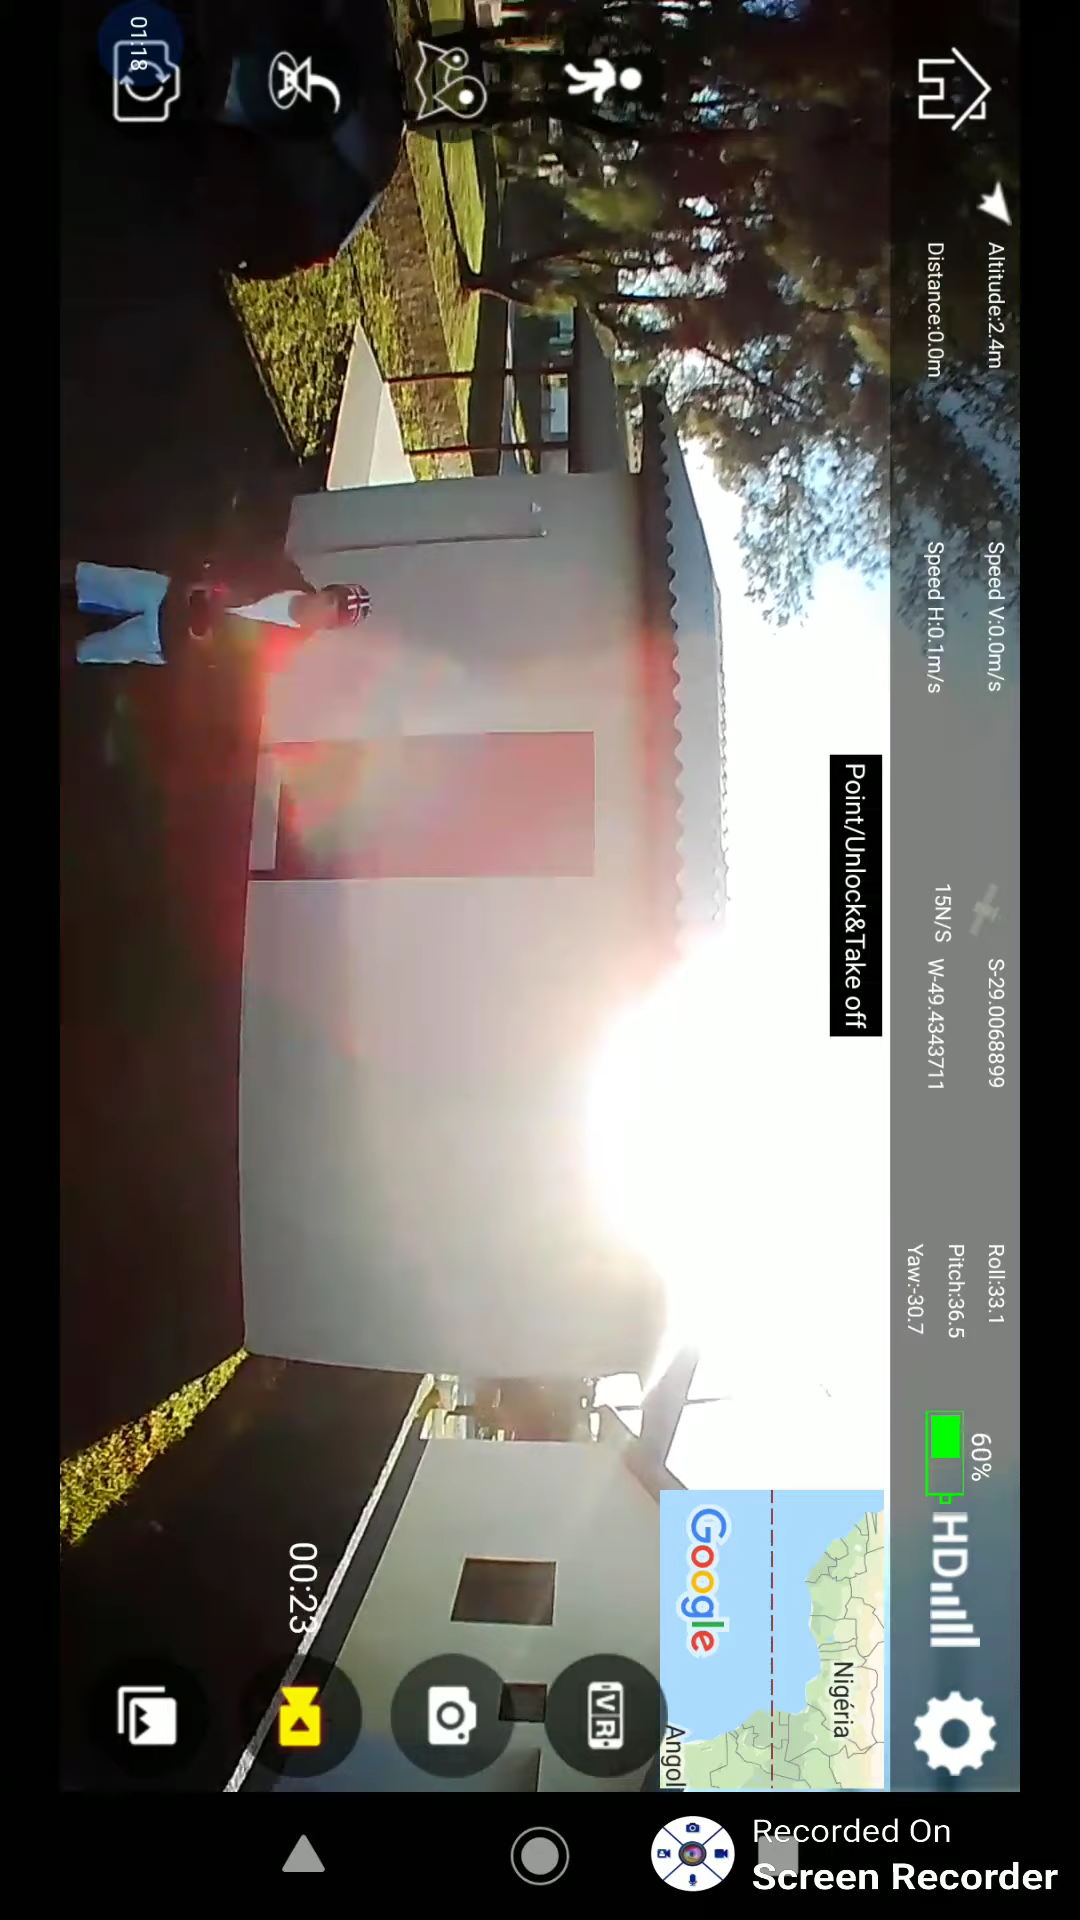 01:18
Altitude:2.4m
Distance:0.0m
Speed V:0.0m/s
Speed H:0.1m/s
15N/S
S-29.0068899
W-49.4343711
Roll:33.1
Pitch:36.5
Yaw:-30.7
60%
HD
Point/Unlock&Take off
Nigéria
Google
Angol
00:23
VR
Recorded On
Screen Recorder